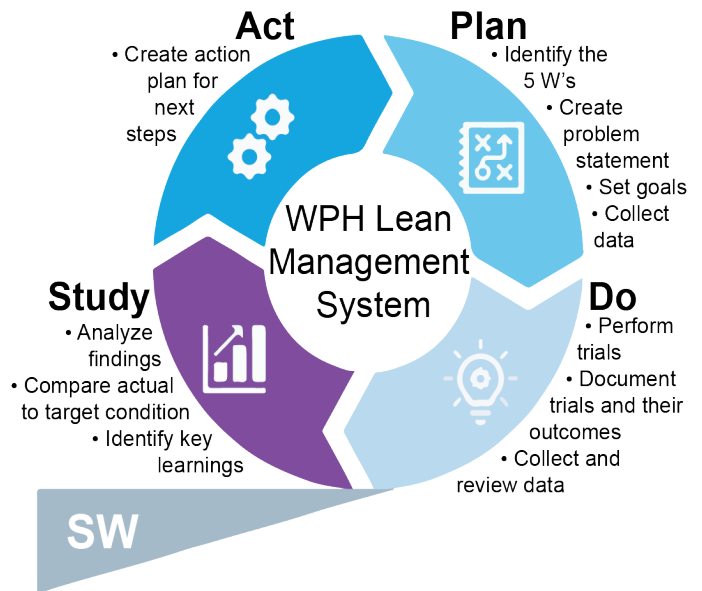 Act
• Create action
plan for
next
steps
Plan
• Identify the
5 W's
• Create
problem
statement
• Set goals
• Collect
data
WPH Lean
Management
System
Study
• Analyze
findings
• Compare actual
to target condition
• Identify key
learnings
Do
• Perform
trials
• Document
trials and their
outcomes
• Collect and
review data
SW